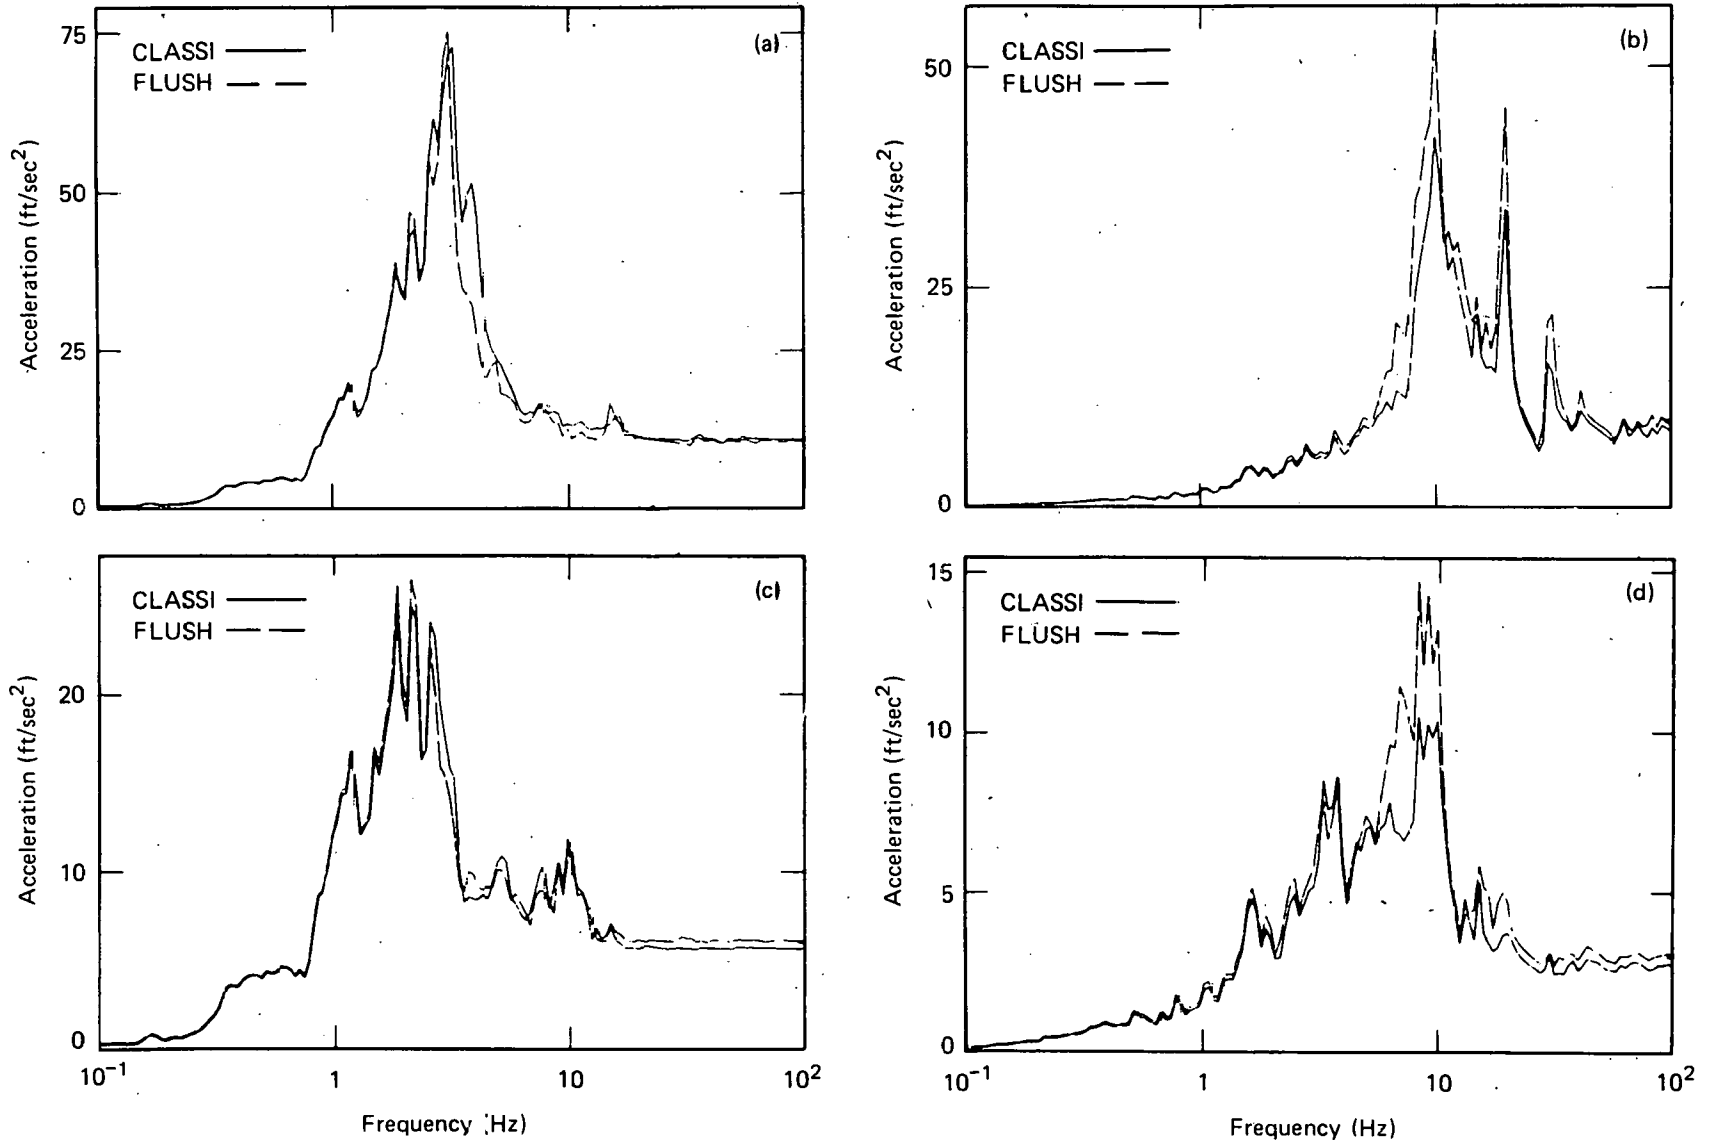 (a)
CLASSI
FLUSH
75
50
25
0
Acceleration (ft/sec²)
(b)
CLASSI
FLUSH
50
25
0
Acceleration (ft/sec²)
(c)
CLASSI
FLUSH
20
10
0
Acceleration (ft/sec²)
10⁻¹ 1 10 10²
Frequency (Hz)
(d)
CLASSI
FLUSH
15
10
5
0
Acceleration (ft/sec²)
10⁻¹ 1 10 10²
Frequency (Hz)